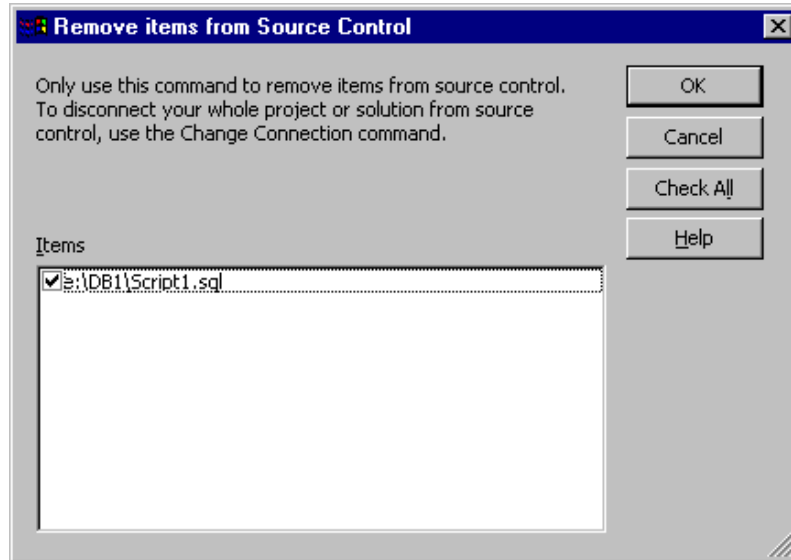 Remove items from Source Control
Only use this command to remove items from source control.
To disconnect your whole project or solution from source
control, use the Change Connection command.
OK
Cancel
Check All
Help
Items
e:\DB1\Script1.sql